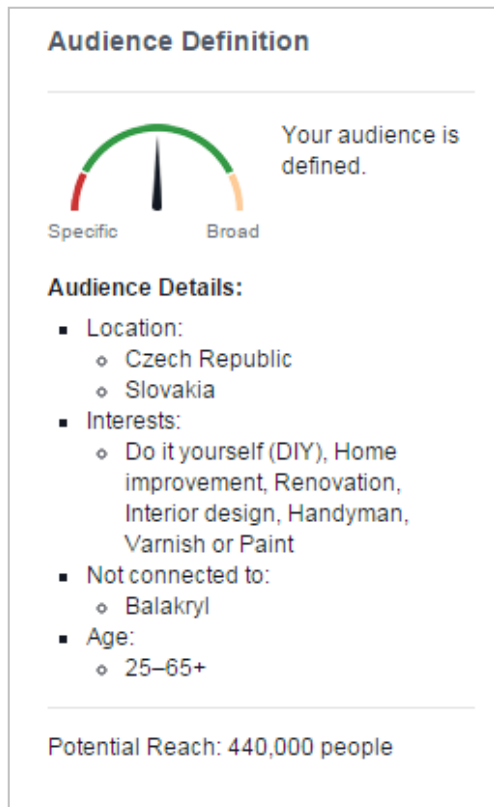 Audience Definition
Your audience is
defined.
Specific
Broad
Audience Details:
Location:
Czech Republic
Slovakia
Interests:
Do it yourself (DIY), Home
improvement, Renovation,
Interior design, Handyman,
Varnish or Paint
Not connected to:
Balakryl
Age:
25–65+
Potential Reach: 440,000 people